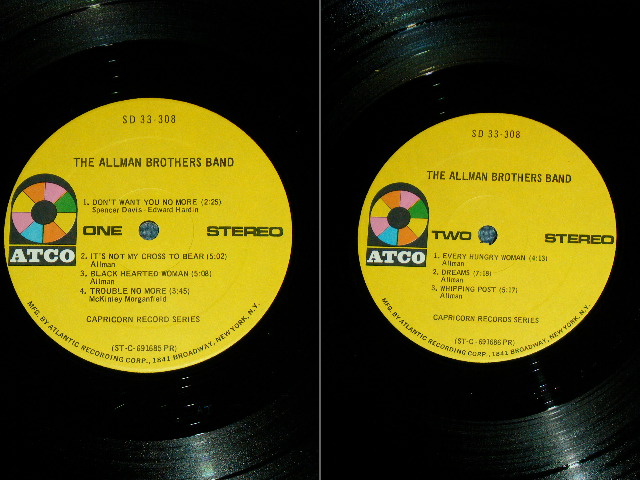 SD 33-308
THE ALLMAN BROTHERS BAND
1. DON'T WANT YOU NO MORE (2:25)
Spencer Davis-Edward Hardin
ONE
STEREO
ATCO
2. IT'S NOT MY CROSS TO BEAR (5:02)
Allman
3. BLACK HEARTED WOMAN (5:08)
Allman
4. TROUBLE NO MORE (3:45)
McKinley Morganfield
CAPRICORN RECORD SERIES
(ST-C-691685 PR)
MFG. BY ATLANTIC RECORDING CORP., 1841 BROADWAY, NEW YORK, N.Y.
SD 33-308
THE ALLMAN BROTHERS BAND
TWO
STEREO
ATCO
1. EVERY HUNGRY WOMAN (4:13)
Allman
2. DREAMS (7:18)
Allman
3. WHIPPING POST (5:17)
Allman
CAPRICORN RECORDS SERIES
(ST-C-691686 PR)
MFG. BY ATLANTIC RECORDING CORP., 1841 BROADWAY, NEW YORK, N.Y.